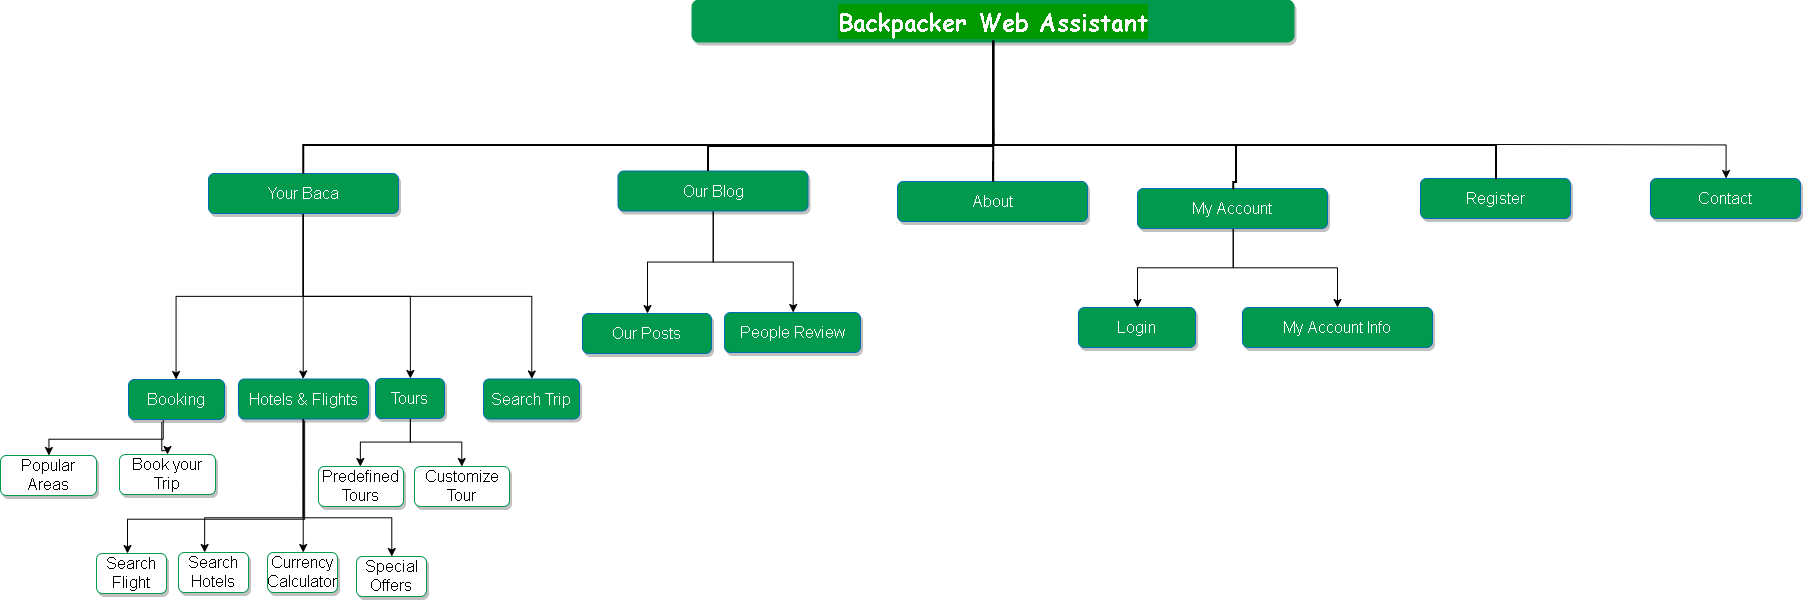 Backpacker Web Assistant
Your Baca
Our Blog
About
My Account
Register
Contact
Our Posts
People Review
Login
My Account Info
Booking
Hotels & Flights
Tours
Search Trip
Popular
Areas
Book your
Trip
Predefined
Tours
Customize
Tour
Search
Flight
Search
Hotels
Currency
Calculator
Special
Offers